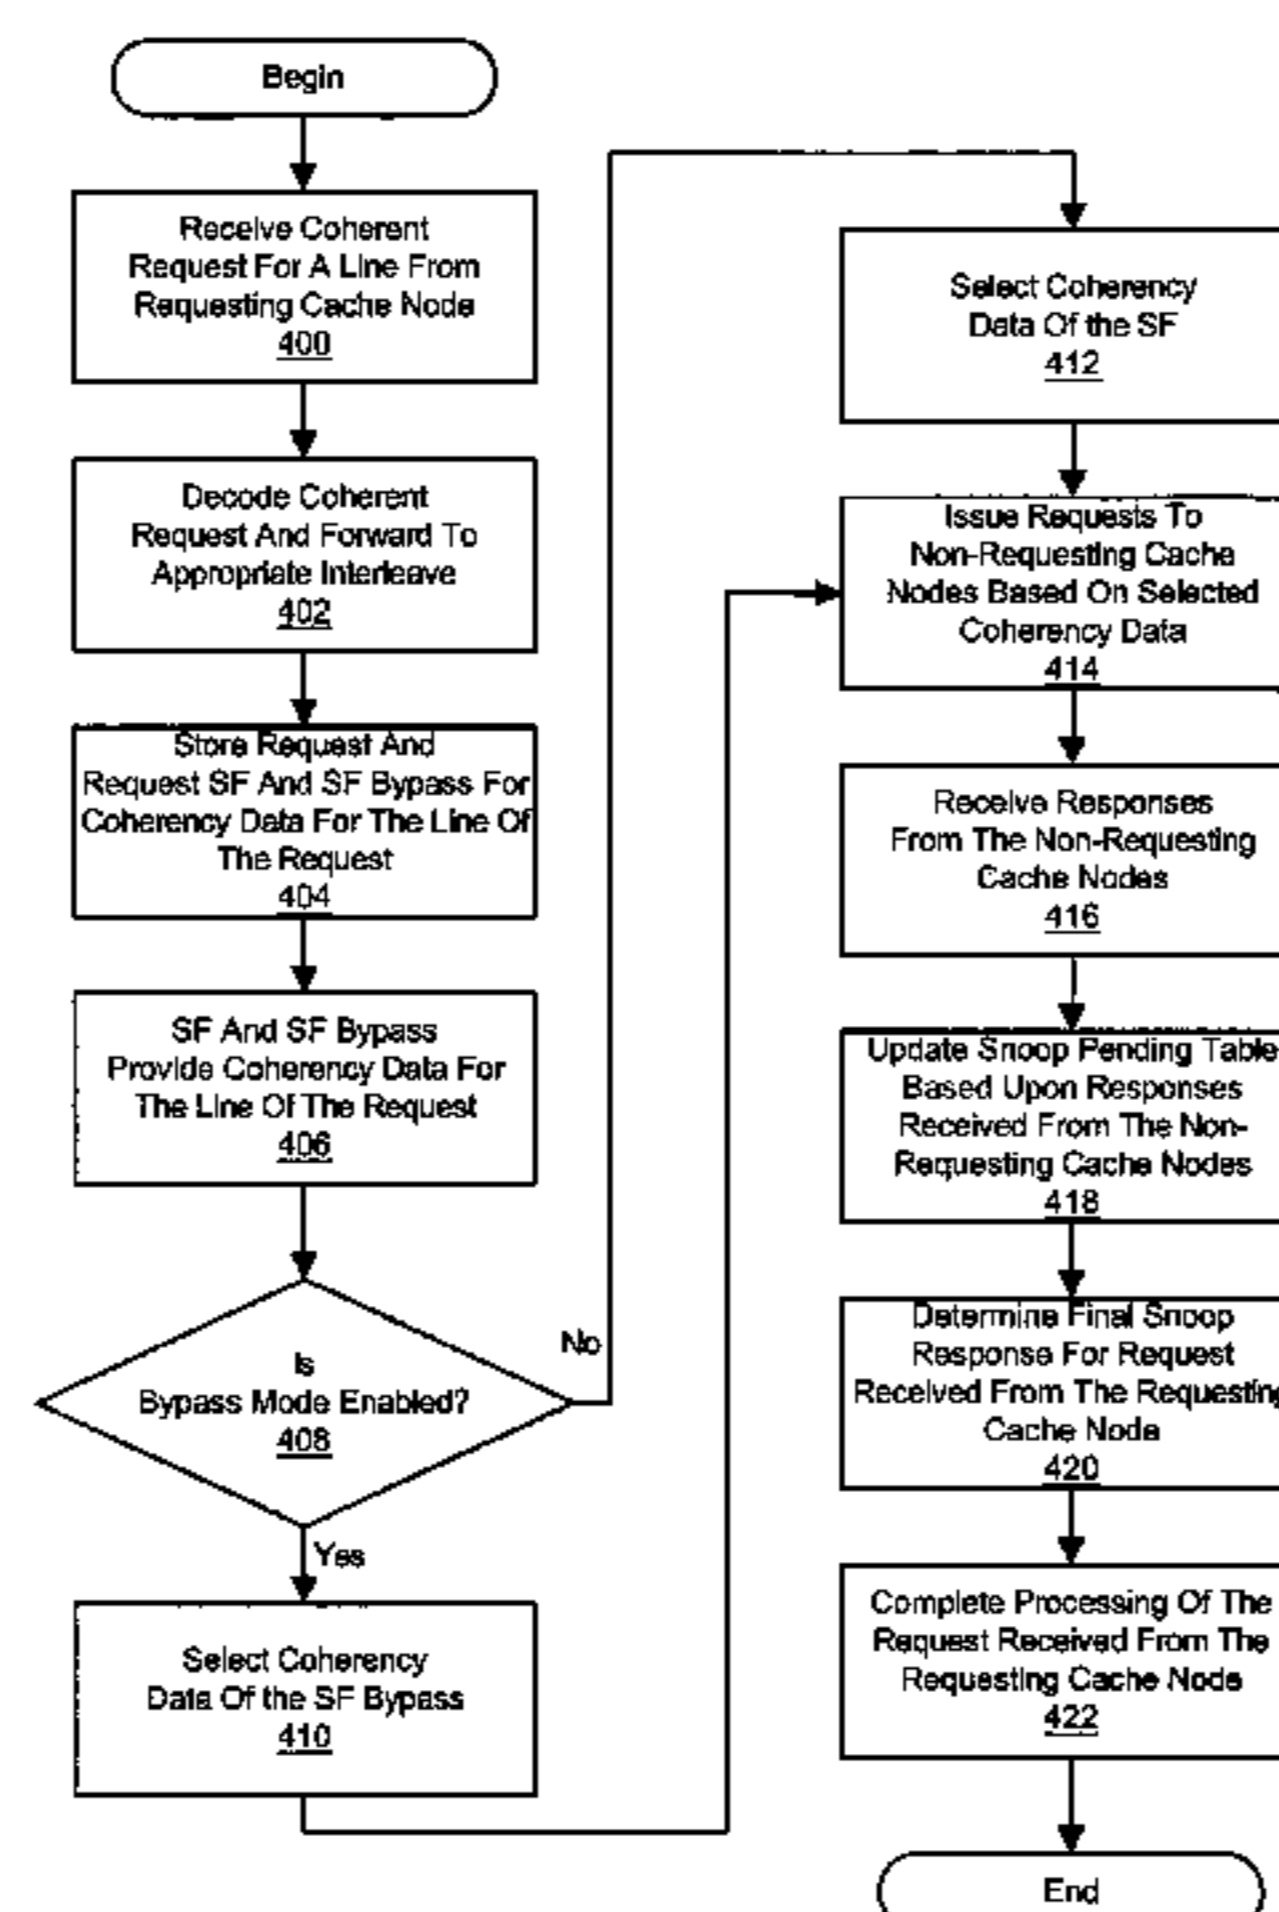 Begin
Receive Coherent
Request For A Line From
Requesting Cache Node
400
Decode Coherent
Request And Forward To
Appropriate Interleave
402
Store Request And
Request SF And SF Bypass For
Coherency Data For The Line Of
The Request
404
SF And SF Bypass
Provide Coherency Data For
The Line Of The Request
406
Is
Bypass Mode Enabled?
408
No
Yes
Select Coherency
Data Of the SF Bypass
410
Select Coherency
Data Of the SF
412
Issue Requests To
Non-Requesting Cache
Nodes Based On Selected
Coherency Data
414
Receive Responses
From The Non-Requesting
Cache Nodes
416
Update Snoop Pending Table
Based Upon Responses
Received From The Non-
Requesting Cache Nodes
418
Determine Final Snoop
Response For Request
Received From The Requesting
Cache Node
420
Complete Processing Of The
Request Received From The
Requesting Cache Node
422
End